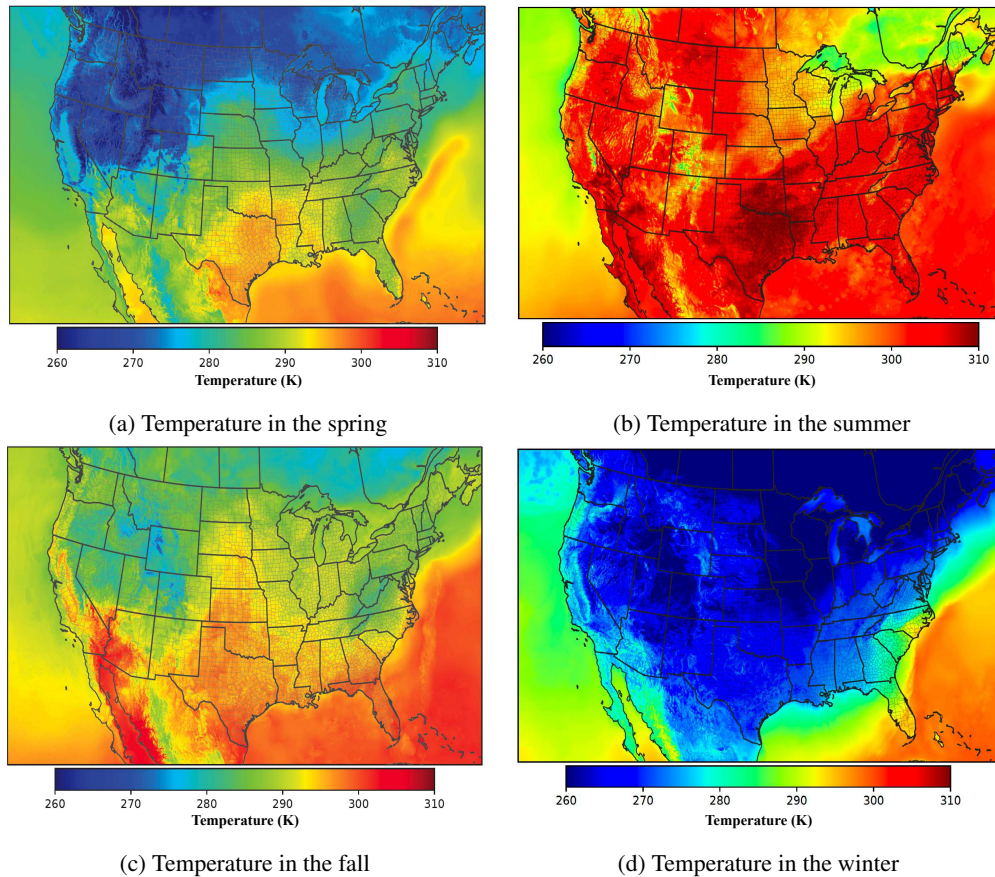 260 270 280 290 300 310
Temperature (K)
(a) Temperature in the spring
260 270 280 290 300 310
Temperature (K)
(b) Temperature in the summer
260 270 280 290 300 310
Temperature (K)
(c) Temperature in the fall
260 270 280 290 300 310
Temperature (K)
(d) Temperature in the winter